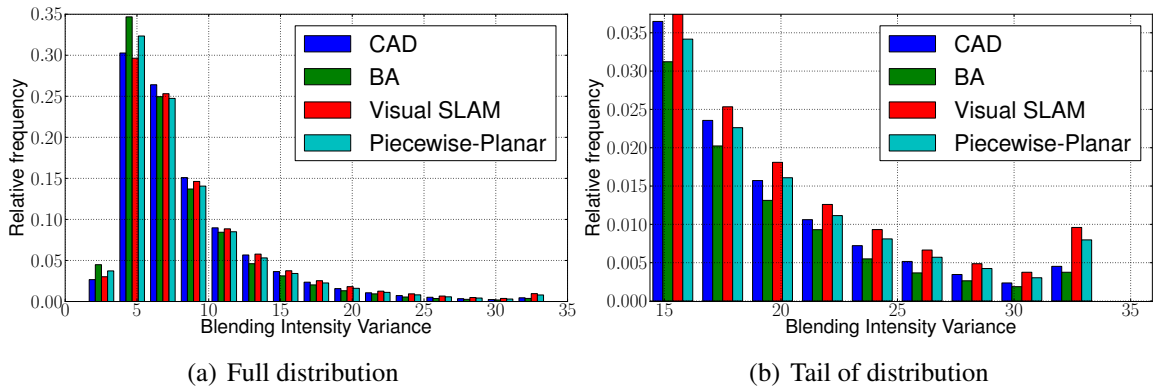 0.35
0.30
0.25
0.20
0.15
0.10
0.05
0.00
Relative frequency
0 5 10 15 20 25 30 35
Blending Intensity Variance
CAD
BA
Visual SLAM
Piecewise-Planar
(a) Full distribution
0.035
0.030
0.025
0.020
0.015
0.010
0.005
0.000
Relative frequency
15 20 25 30 35
Blending Intensity Variance
CAD
BA
Visual SLAM
Piecewise-Planar
(b) Tail of distribution